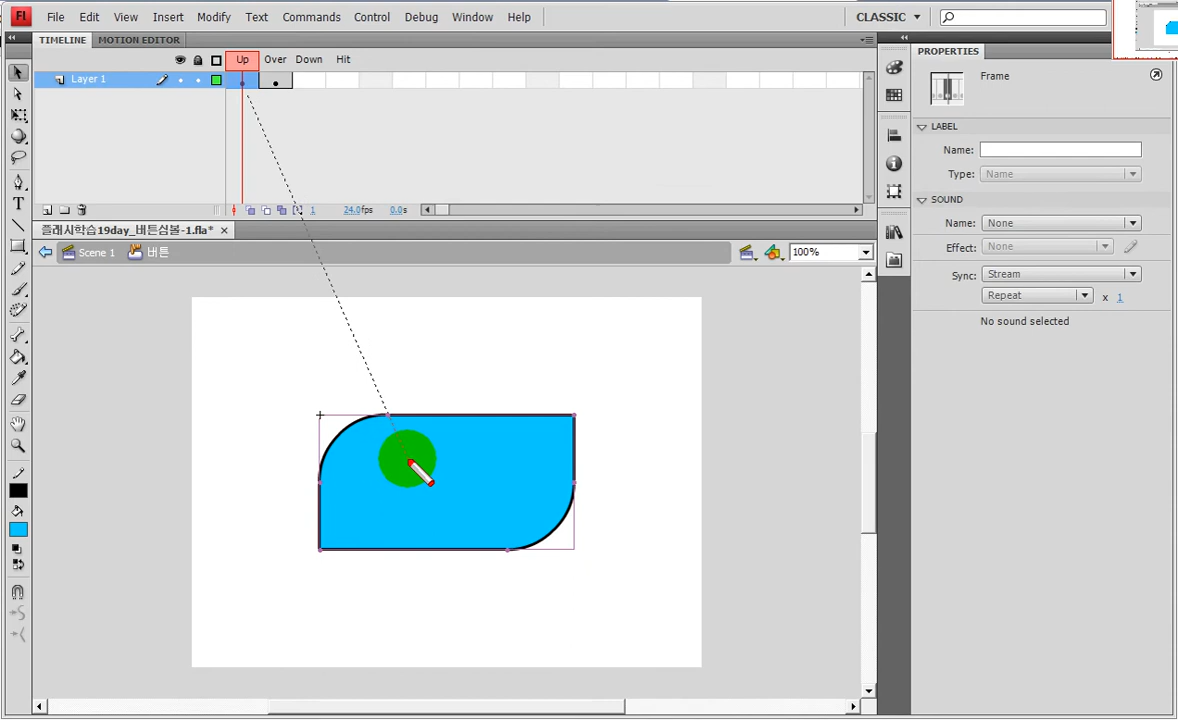 Fl File Edit View Insert Modify Text Commands Control Debug Window Help CLASSIC
TIMELINE MOTION EDITOR
Up Over Down Hit
Layer 1
1 24.0fps 0.0s
플래시학습19day_버튼심볼-1.fla*
Scene 1 버튼 100%
T
PROPERTIES
Frame
LABEL
Name:
Type: Name
SOUND
Name: None
Effect: None
Sync: Stream
Repeat x 1
No sound selected